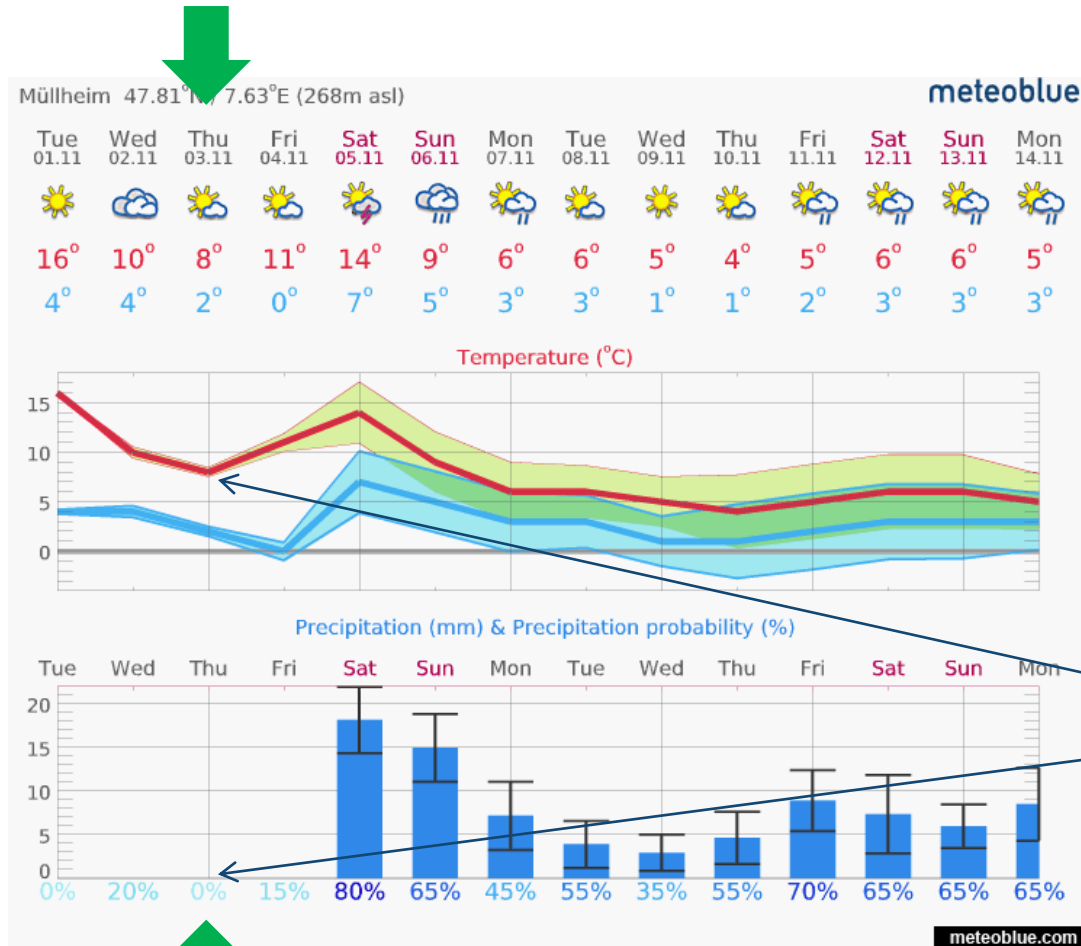 Müllheim 47.81°N / 7.63°E (268m asl)
meteoblue
Tue Wed Thu Fri Sat Sun Mon Tue Wed Thu Fri Sat Sun Mon
01.11 02.11 03.11 04.11 05.11 06.11 07.11 08.11 09.11 10.11 11.11 12.11 13.11 14.11
16° 10° 8° 11° 14° 9° 6° 6° 5° 4° 5° 6° 6° 5°
4° 4° 2° 0° 7° 5° 3° 3° 1° 1° 2° 3° 3° 3°
Temperature (°C)
15
10
5
0
Precipitation (mm) & Precipitation probability (%)
Tue Wed Thu Fri Sat Sun Mon Tue Wed Thu Fri Sat Sun Mon
20
15
10
5
0
0% 20% 0% 15% 80% 65% 45% 55% 35% 55% 70% 65% 65% 65%
meteoblue.com